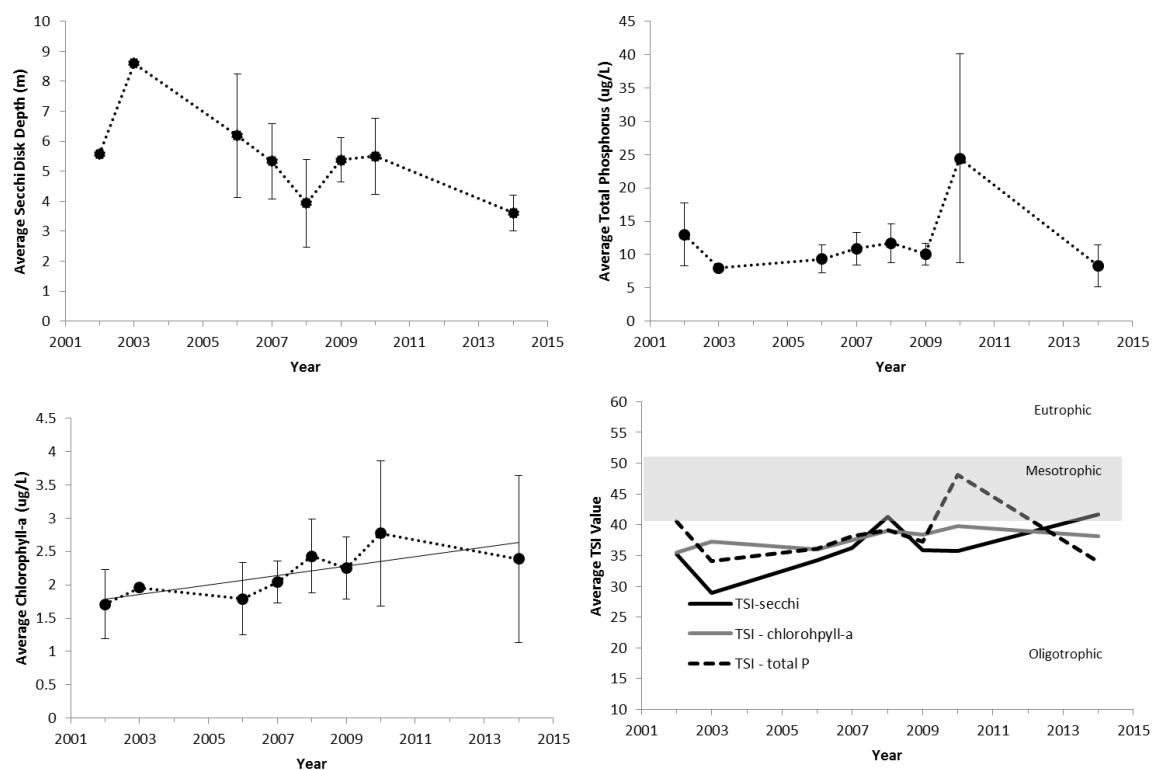 Average Secchi Disk Depth (m)
10
9
8
7
6
5
4
3
2
1
0
2001 2003 2005 2007 2009 2011 2013 2015
Year
Average Total Phosphorus (ug/L)
45
40
35
30
25
20
15
10
5
0
2001 2003 2005 2007 2009 2011 2013 2015
Year
Average Chlorophyll-a (ug/L)
4.5
4
3.5
3
2.5
2
1.5
1
0.5
0
2001 2003 2005 2007 2009 2011 2013 2015
Year
Average TSI Value
60
50
40
30
20
10
Eutrophic
Mesotrophic
TSI-secchi
TSI - chlorohpyll-a
TSI - total P
Oligotrophic
2001 2003 2005 2007 2009 2011 2013 2015
Year